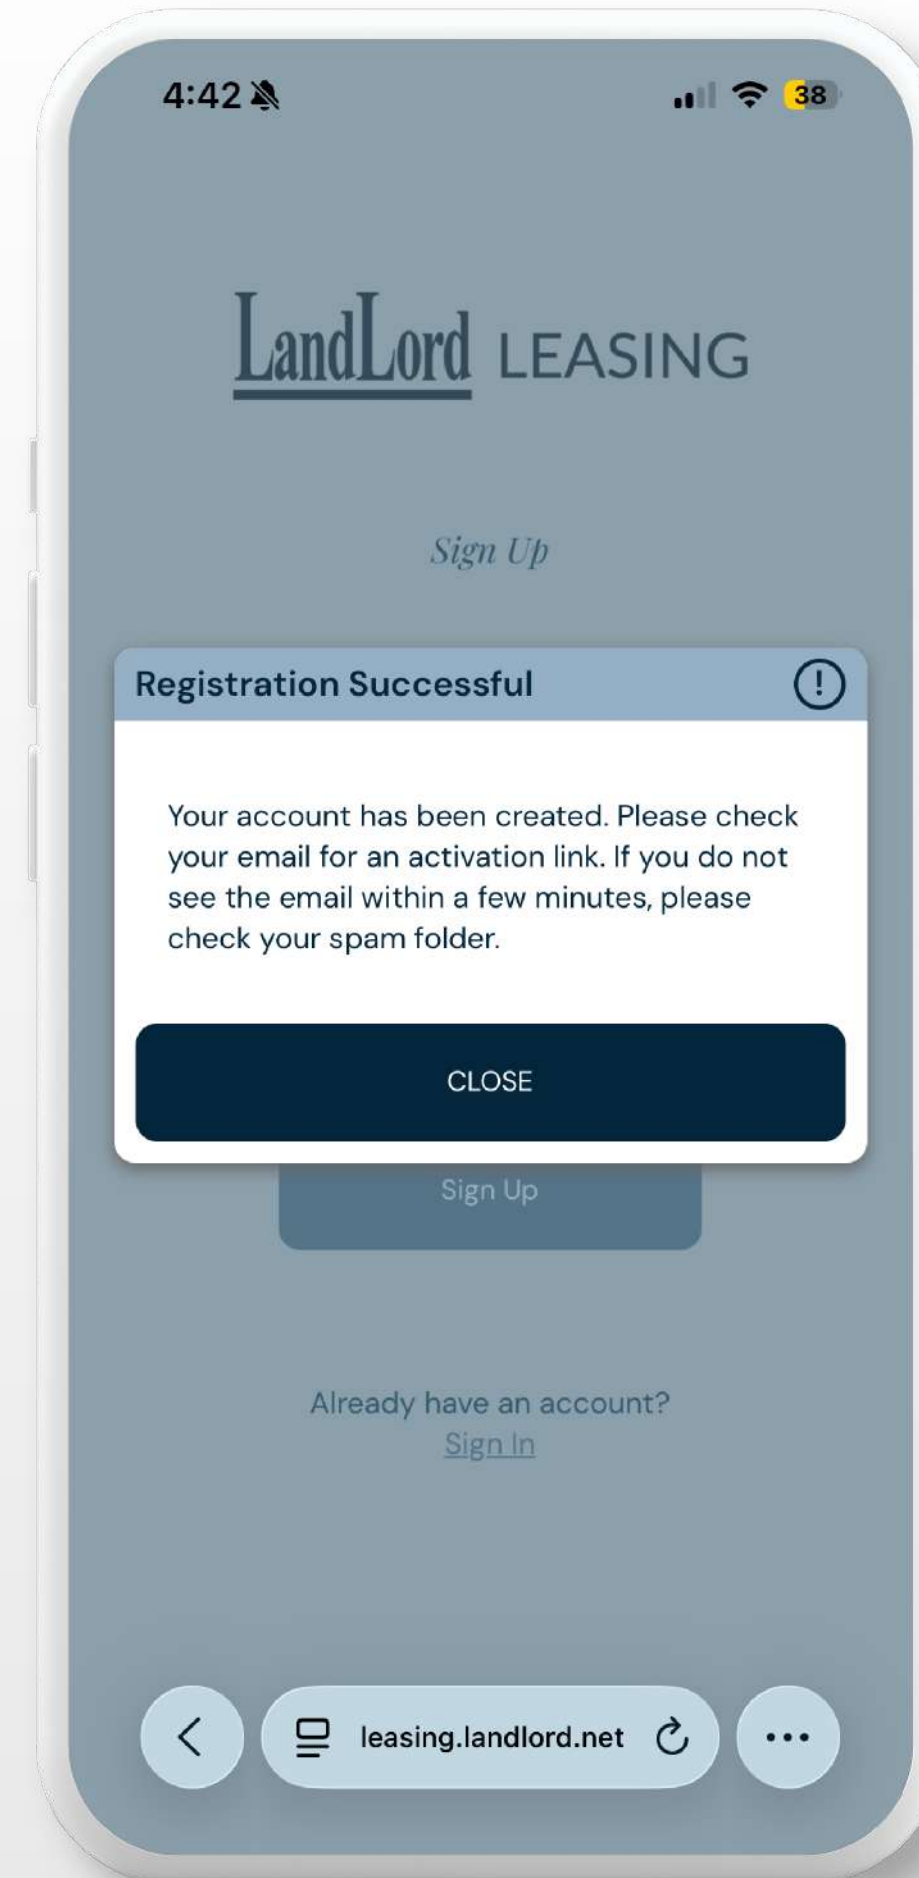 4:42
38
LandLord LEASING
Sign Up
Registration Successful
Your account has been created. Please check
your email for an activation link. If you do not
see the email within a few minutes, please
check your spam folder.
CLOSE
Sign Up
Already have an account?
Sign In
leasing.landlord.net